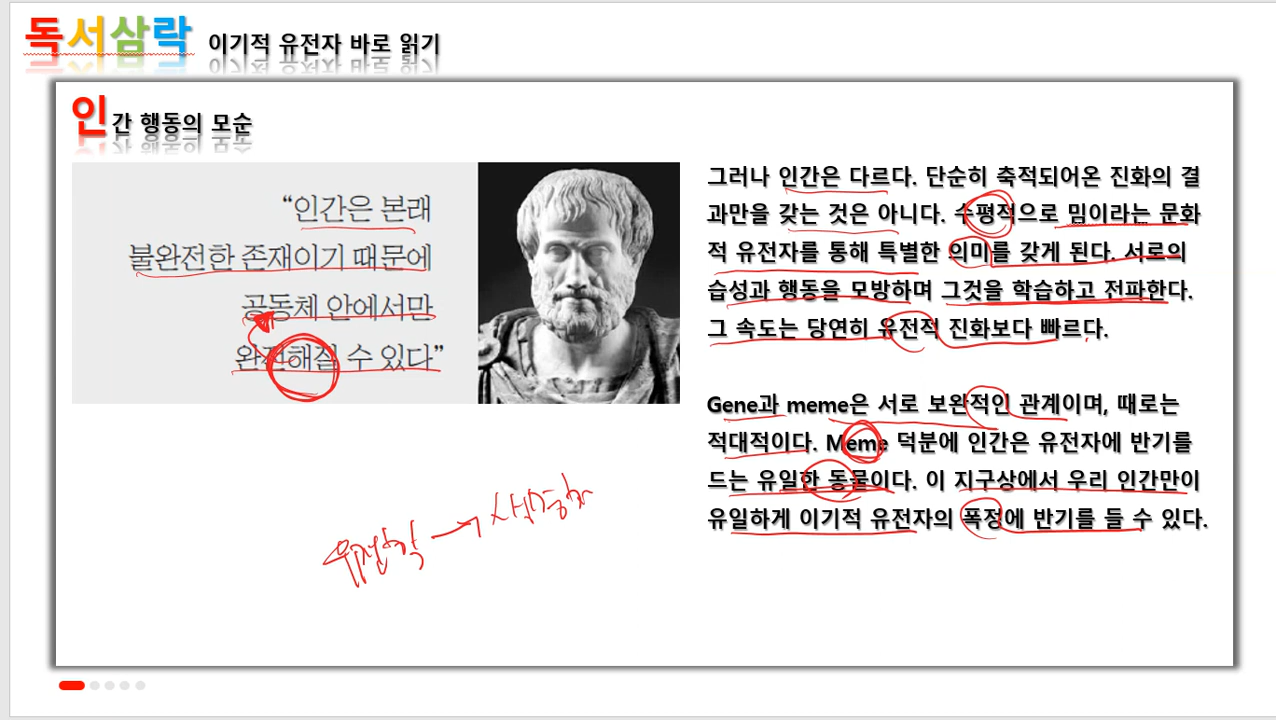 독서삼락 이기적 유전자 바로 읽기
인간 행동의 모순
“인간은 본래
불완전한 존재이기 때문에
공동체 안에서만
완전해질 수 있다”
그러나 인간은 다르다. 단순히 축적되어온 진화의 결
과만을 갖는 것은 아니다. 수평적으로 밈이라는 문화
적 유전자를 통해 특별한 의미를 갖게 된다. 서로의
습성과 행동을 모방하며 그것을 학습하고 전파한다.
그 속도는 당연히 유전적 진화보다 빠르다.
Gene과 meme은 서로 보완적인 관계이며, 때로는
적대적이다. Meme 덕분에 인간은 유전자에 반기를
드는 유일한 동물이다. 이 지구상에서 우리 인간만이
유일하게 이기적 유전자의 폭정에 반기를 들 수 있다.